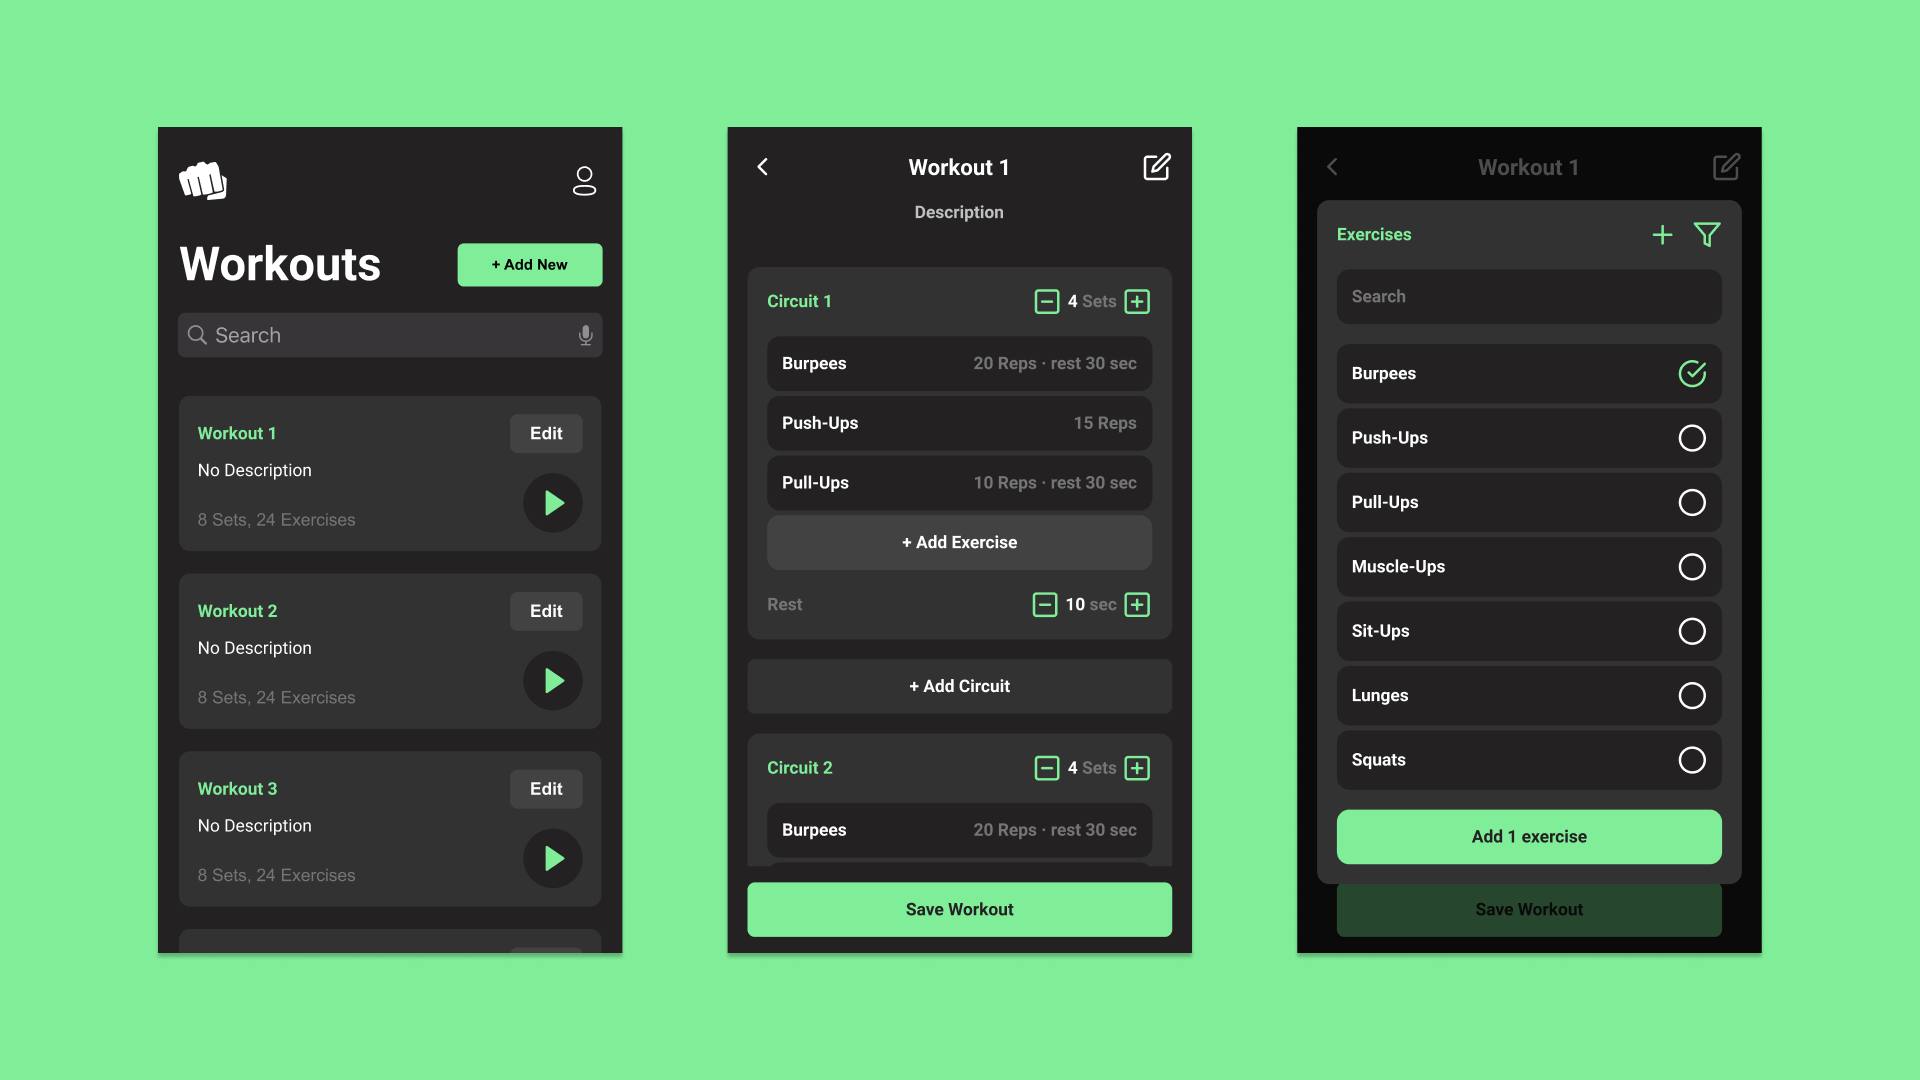 Workouts
+ Add New
Search
Workout 1
Edit
No Description
8 Sets, 24 Exercises
Workout 2
Edit
No Description
8 Sets, 24 Exercises
Workout 3
Edit
No Description
8 Sets, 24 Exercises
Workout 1
Description
Circuit 1
4 Sets
Burpees
20 Reps · rest 30 sec
Push-Ups
15 Reps
Pull-Ups
10 Reps · rest 30 sec
+ Add Exercise
Rest
10 sec
+ Add Circuit
Circuit 2
4 Sets
Burpees
20 Reps · rest 30 sec
Save Workout
Workout 1
Exercises
Search
Burpees
Push-Ups
Pull-Ups
Muscle-Ups
Sit-Ups
Lunges
Squats
Add 1 exercise
Save Workout